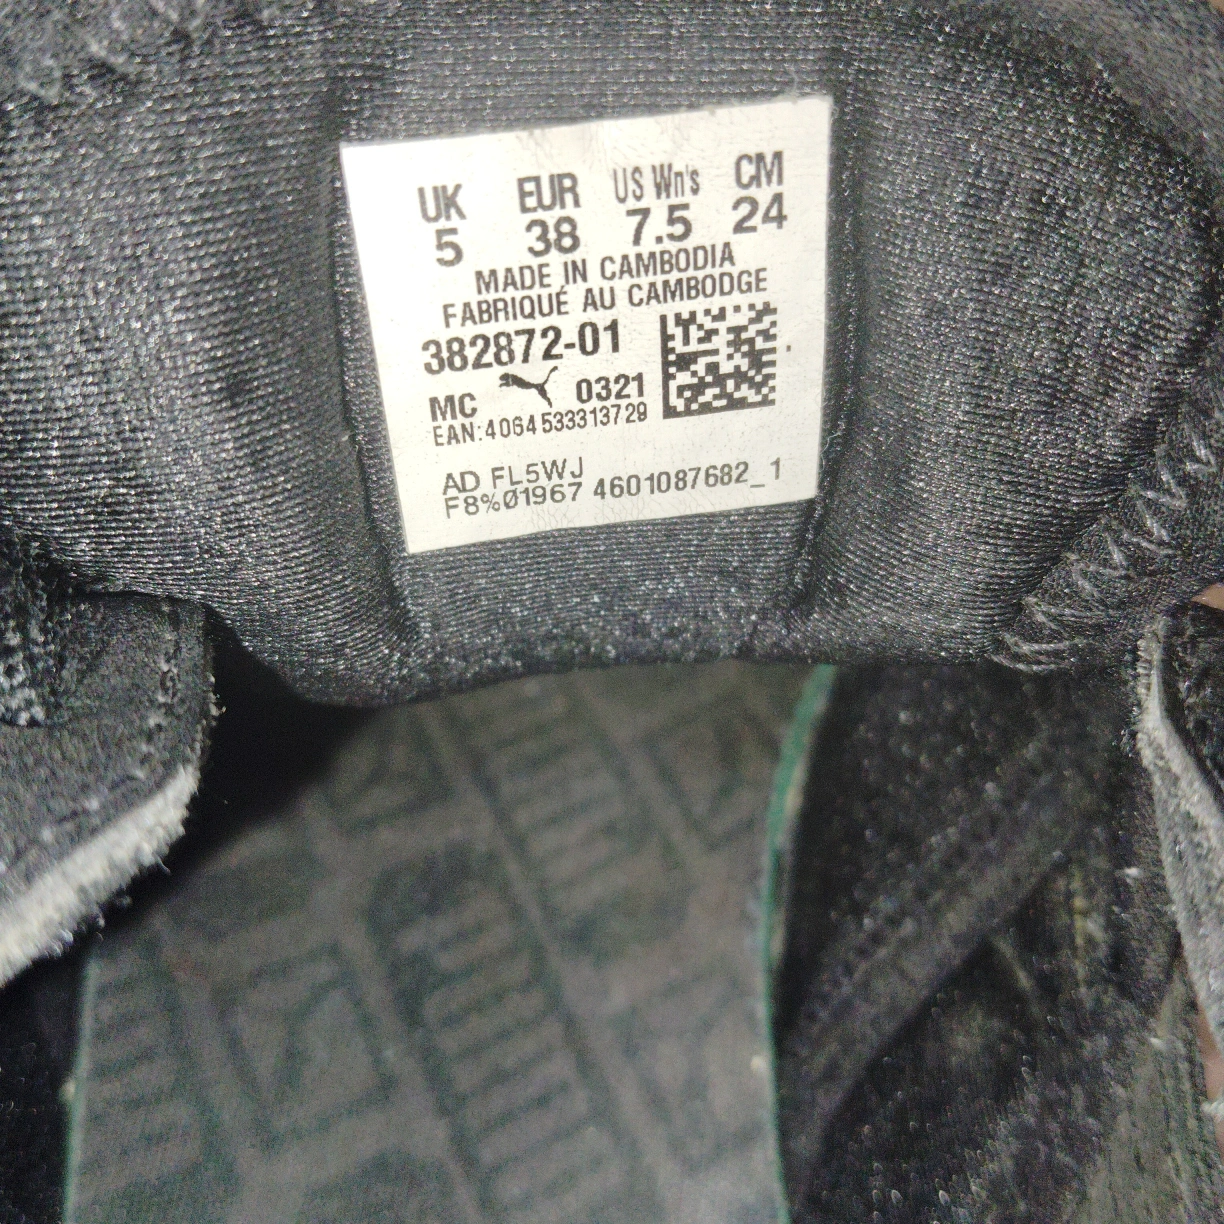 UK EUR US Wn's CM
5 38 7.5 24
MADE IN CAMBODIA
FABRIQUÉ AU CAMBODGE
382872-01
MC 0321
EAN:4064533313729
AD FL5WJ
F8%Ø1967 4601087682_1